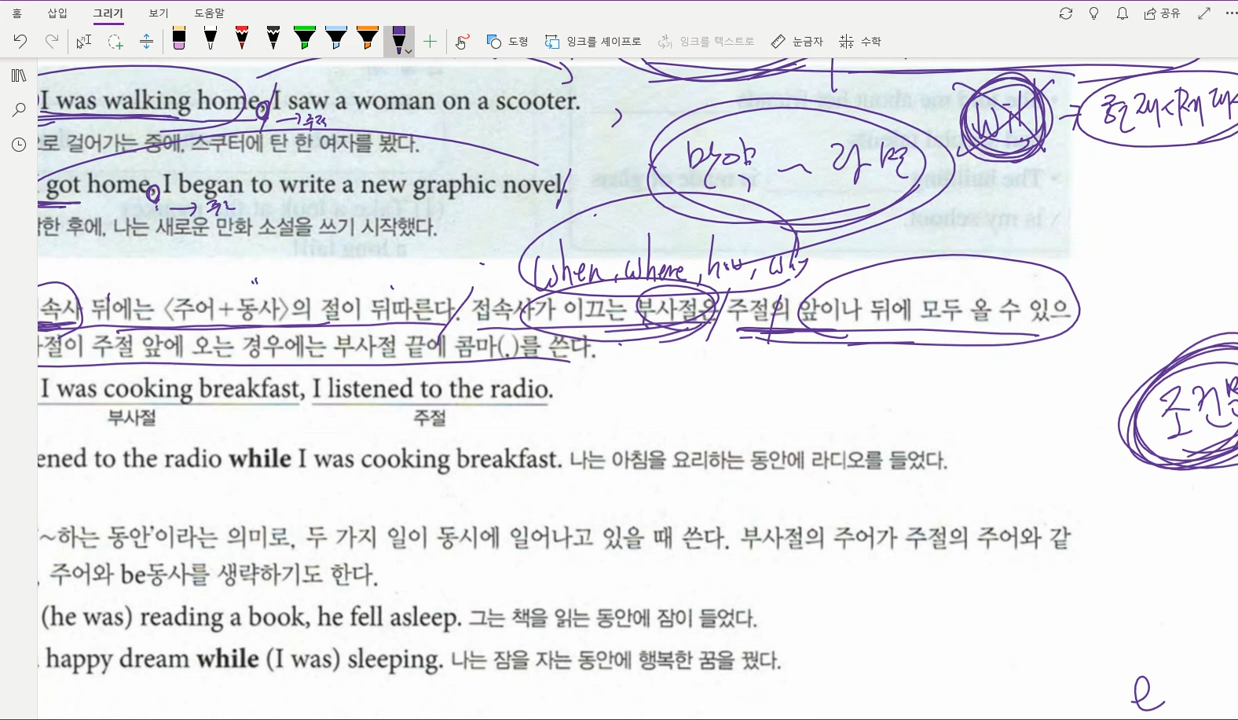 홈 삽입 그리기 보기 도움말
공유
도형 잉크를 셰이프로 잉크를 텍스트로 눈금자 수학
I was walking home, I saw a woman on a scooter.
→주절
로 걸어가는 중에, 스쿠터에 탄 한 여자를 봤다.
만약 ~ 라면
got home, I began to write a new graphic novel.
한 후에, 나는 새로운 만화 소설을 쓰기 시작했다.
when, where, how, why
속사 뒤에는 〈주어+동사〉의 절이 뒤따른다. 접속사가 이끄는 부사절은 주절의 앞이나 뒤에 모두 올 수 있으
사절이 주절 앞에 오는 경우에는 부사절 끝에 콤마(,)를 쓴다.
I was cooking breakfast, I listened to the radio.
부사절 주절
조건
ened to the radio while I was cooking breakfast. 나는 아침을 요리하는 동안에 라디오를 들었다.
'~하는 동안'이라는 의미로, 두 가지 일이 동시에 일어나고 있을 때 쓴다. 부사절의 주어가 주절의 주어와 같
, 주어와 be동사를 생략하기도 한다.
(he was) reading a book, he fell asleep. 그는 책을 읽는 동안에 잠이 들었다.
happy dream while (I was) sleeping. 나는 잠을 자는 동안에 행복한 꿈을 꿨다.
e